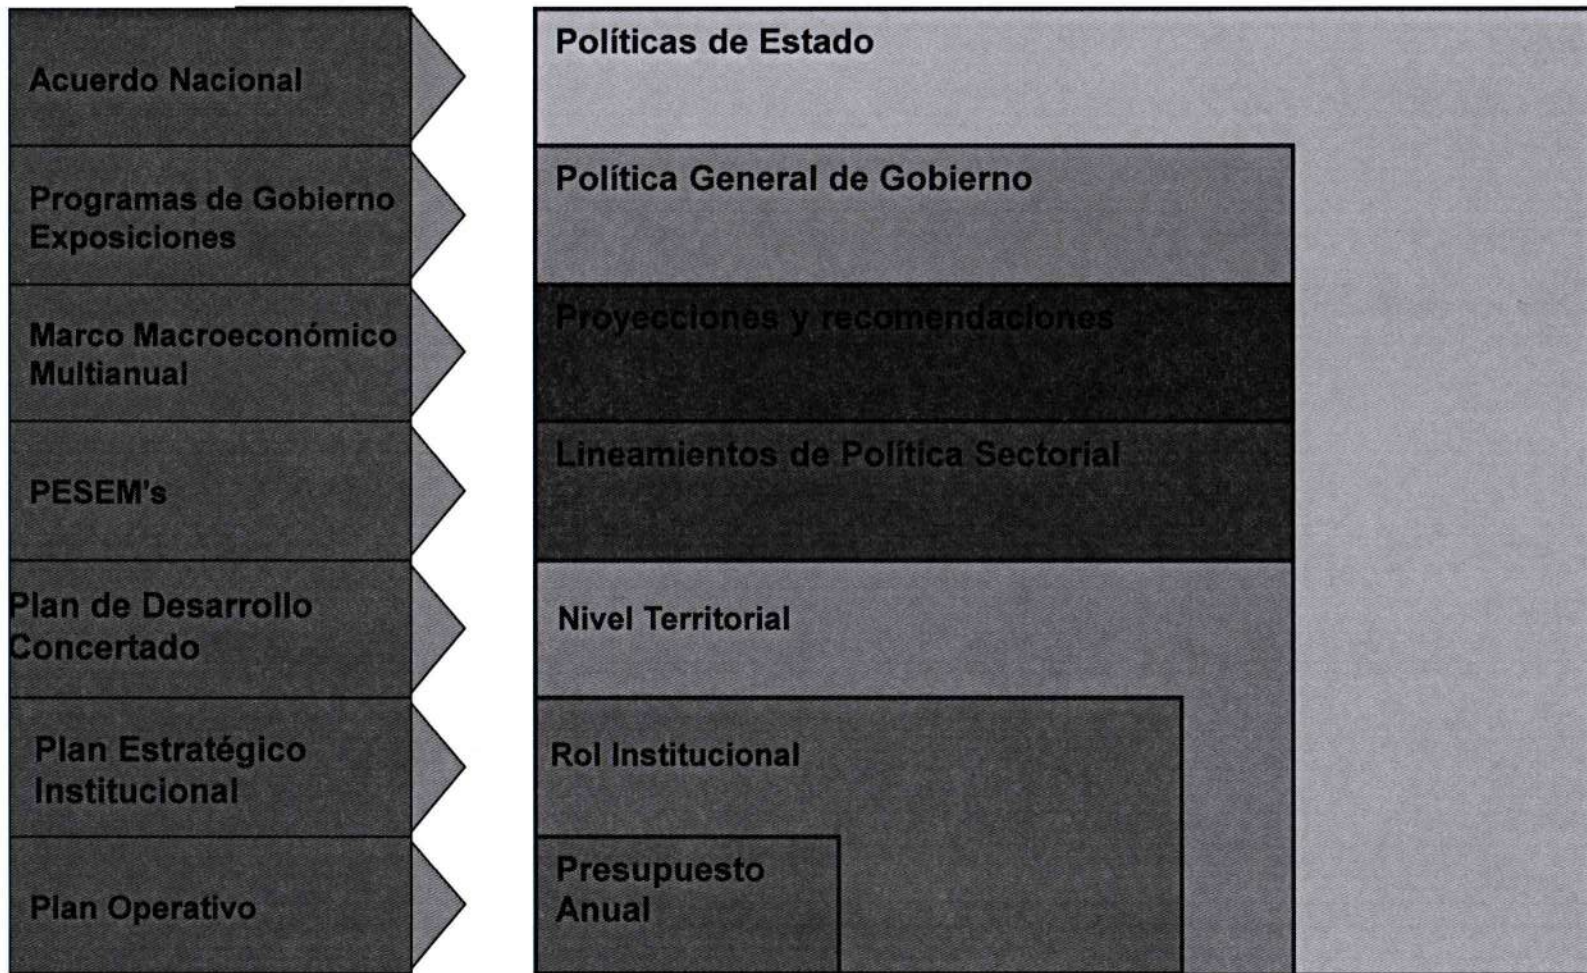 Acuerdo Nacional
Programas de Gobierno
Exposiciones
Marco Macroeconómico
Multianual
PESEM's
Plan de Desarrollo
Concertado
Plan Estratégico
Institucional
Plan Operativo
Políticas de Estado
Política General de Gobierno
Proyecciones y recomendaciones
Lineamientos de Política Sectorial
Nivel Territorial
Rol Institucional
Presupuesto
Anual